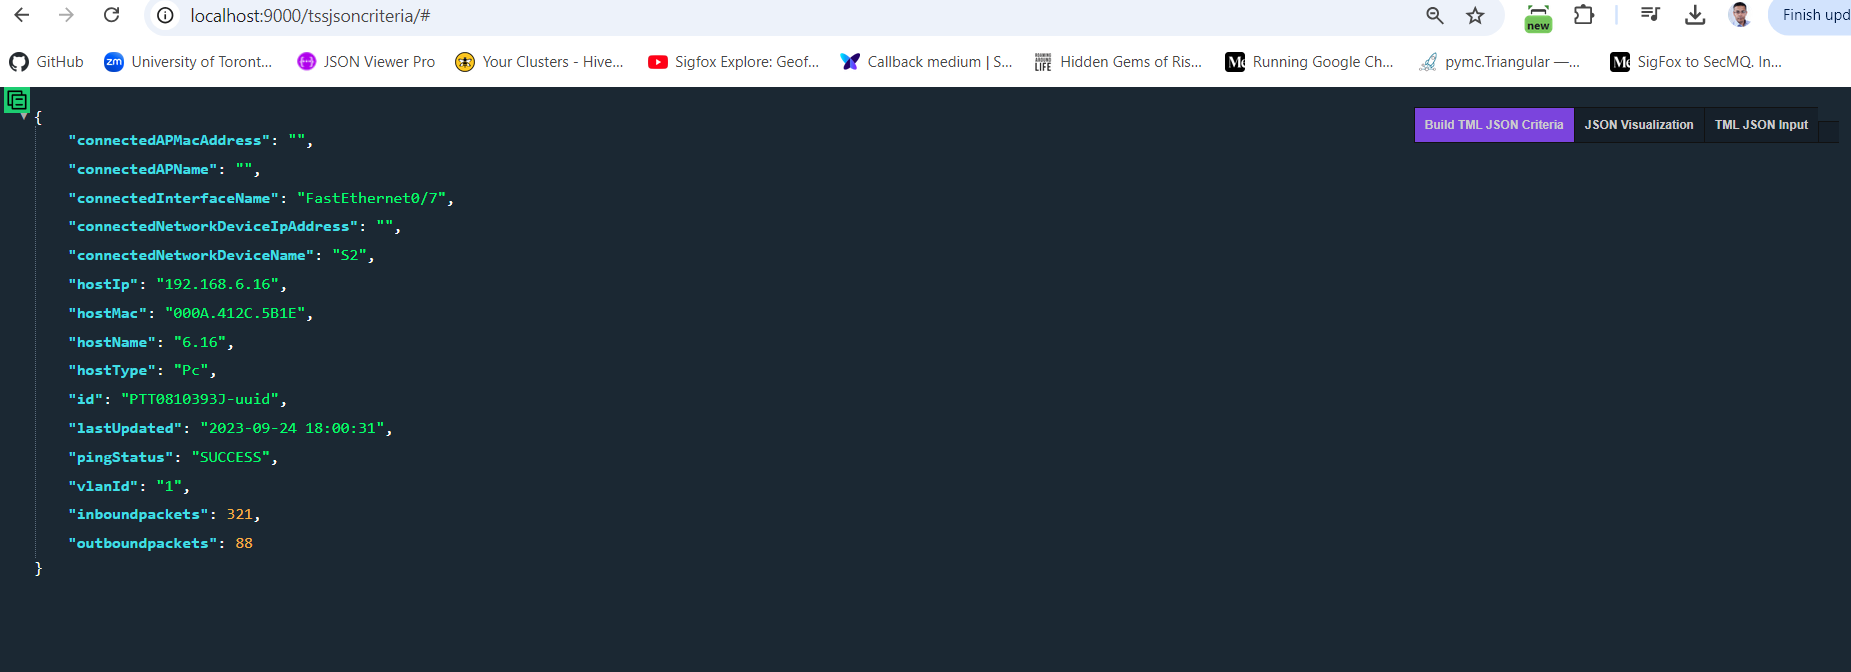 localhost:9000/tssjsoncriteria/#
new
Finish upd
GitHub
zm University of Toront...
JSON Viewer Pro
Your Clusters - Hive...
Sigfox Explore: Geof...
Callback medium | S...
Hidden Gems of Ris...
Running Google Ch...
pymc.Triangular —...
SigFox to SecMQ. In...
Build TML JSON Criteria
JSON Visualization
TML JSON Input
{
"connectedAPMacAddress": "",
"connectedAPName": "",
"connectedInterfaceName": "FastEthernet0/7",
"connectedNetworkDeviceIpAddress": "",
"connectedNetworkDeviceName": "S2",
"hostIp": "192.168.6.16",
"hostMac": "000A.412C.5B1E",
"hostName": "6.16",
"hostType": "Pc",
"id": "PTT0810393J-uuid",
"lastUpdated": "2023-09-24 18:00:31",
"pingStatus": "SUCCESS",
"vlanId": "1",
"inboundpackets": 321,
"outboundpackets": 88
}